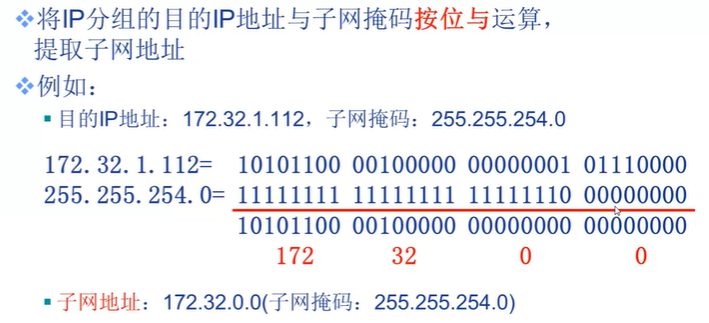 ❖将IP分组的目的IP地址与子网掩码按位与运算，
提取子网地址
❖例如：
▪ 目的IP地址：172.32.1.112，子网掩码：255.255.254.0
172.32.1.112= 10101100 00100000 00000001 01110000
255.255.254.0= 11111111 11111111 11111110 00000000
10101100 00100000 00000000 00000000
172 32 0 0
▪ 子网地址：172.32.0.0(子网掩码：255.255.254.0)